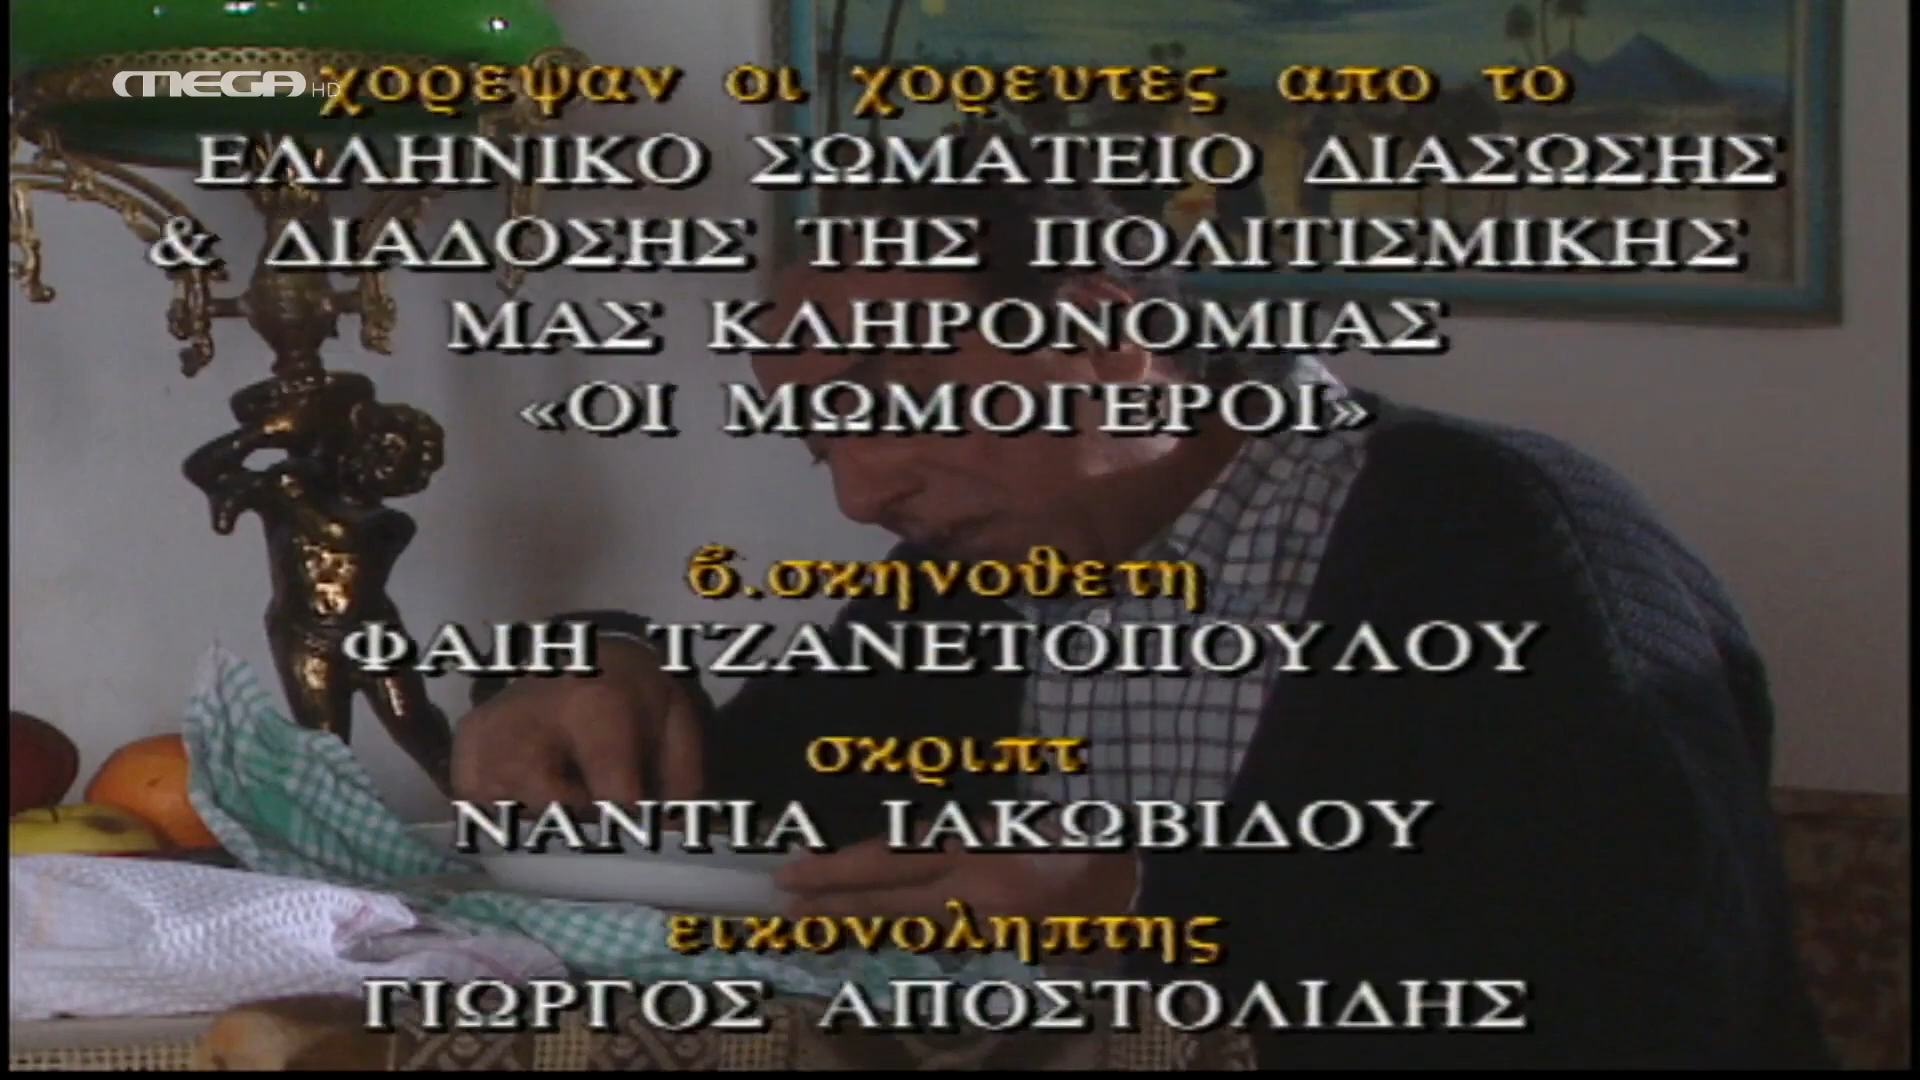 MEGA HD
χορεψαν οι χορευτες απο το
ΕΛΛΗΝΙΚΟ ΣΩΜΑΤΕΙΟ ΔΙΑΣΩΣΗΣ
& ΔΙΑΔΟΣΗΣ ΤΗΣ ΠΟΛΙΤΙΣΜΙΚΗΣ
ΜΑΣ ΚΛΗΡΟΝΟΜΙΑΣ
«ΟΙ ΜΩΜΟΓΕΡΟΙ»
β.σκηνοθετη
ΦΑΙΗ ΤΖΑΝΕΤΟΠΟΥΛΟΥ
σκριπτ
ΝΑΝΤΙΑ ΙΑΚΩΒΙΔΟΥ
εικονοληπτης
ΓΙΩΡΓΟΣ ΑΠΟΣΤΟΛΙΔΗΣ